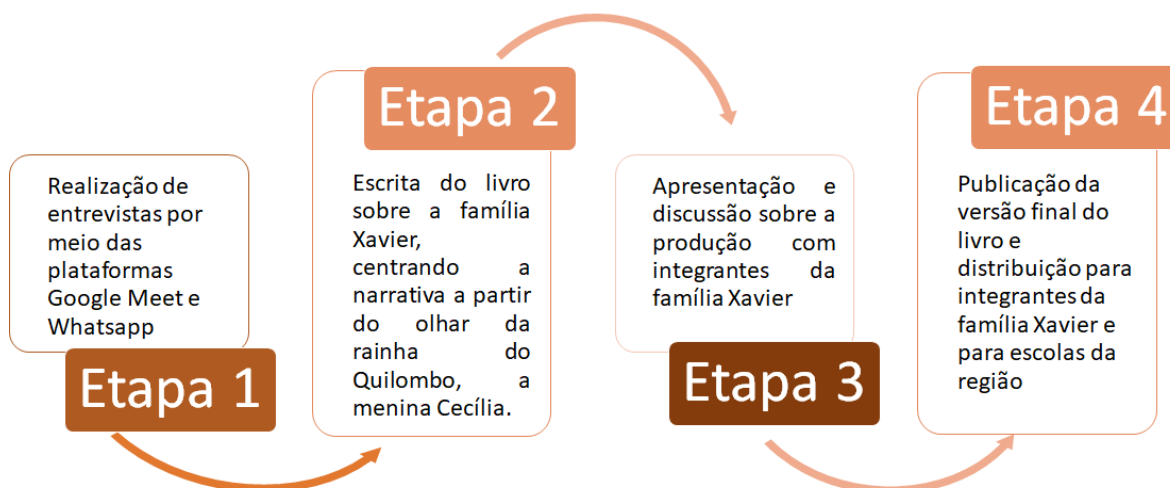 Etapa 1
Realização de
entrevistas por
meio das
plataformas
Google Meet e
Whatsapp
Etapa 2
Escrita do livro
sobre a família
Xavier,
centrando a
narrativa a partir
do olhar da
rainha do
Quilombo, a
menina Cecília.
Etapa 3
Apresentação e
discussão sobre a
produção com
integrantes da
família Xavier
Etapa 4
Publicação da
versão final do
livro e
distribuição para
integrantes da
família Xavier e
para escolas da
região